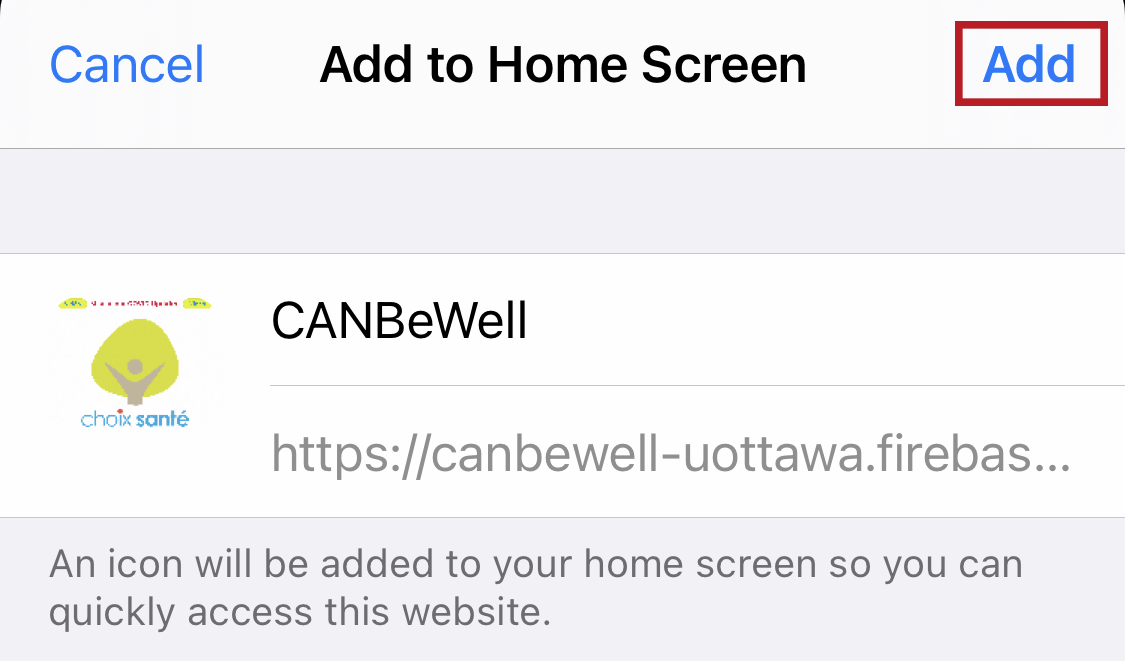 Cancel Add to Home Screen Add
CANBeWell
choix santé
https://canbewell-uottawa.firebas...
An icon will be added to your home screen so you can
quickly access this website.